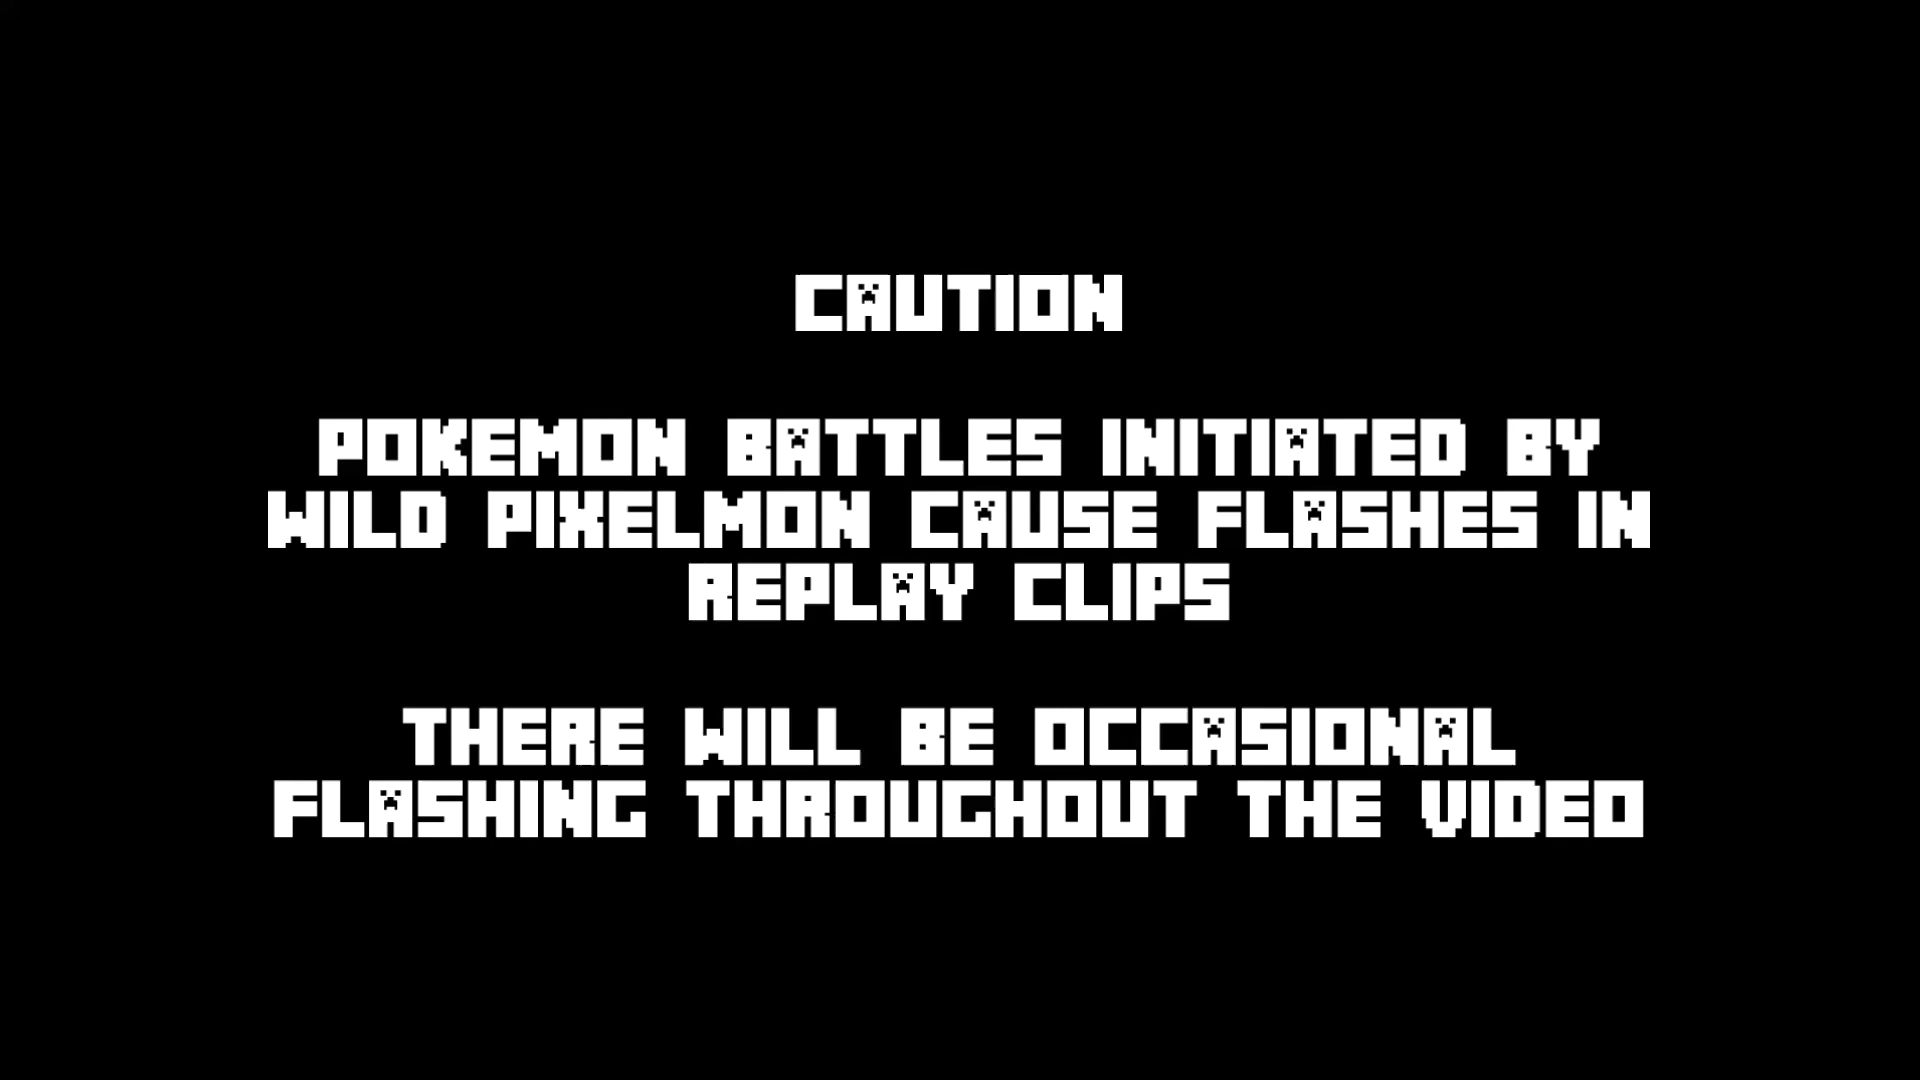 CAUTION
POKEMON BATTLES INITIATED BY
WILD PIXELMON CAUSE FLASHES IN
REPLAY CLIPS
THERE WILL BE OCCASIONAL
FLASHING THROUGHOUT THE VIDEO